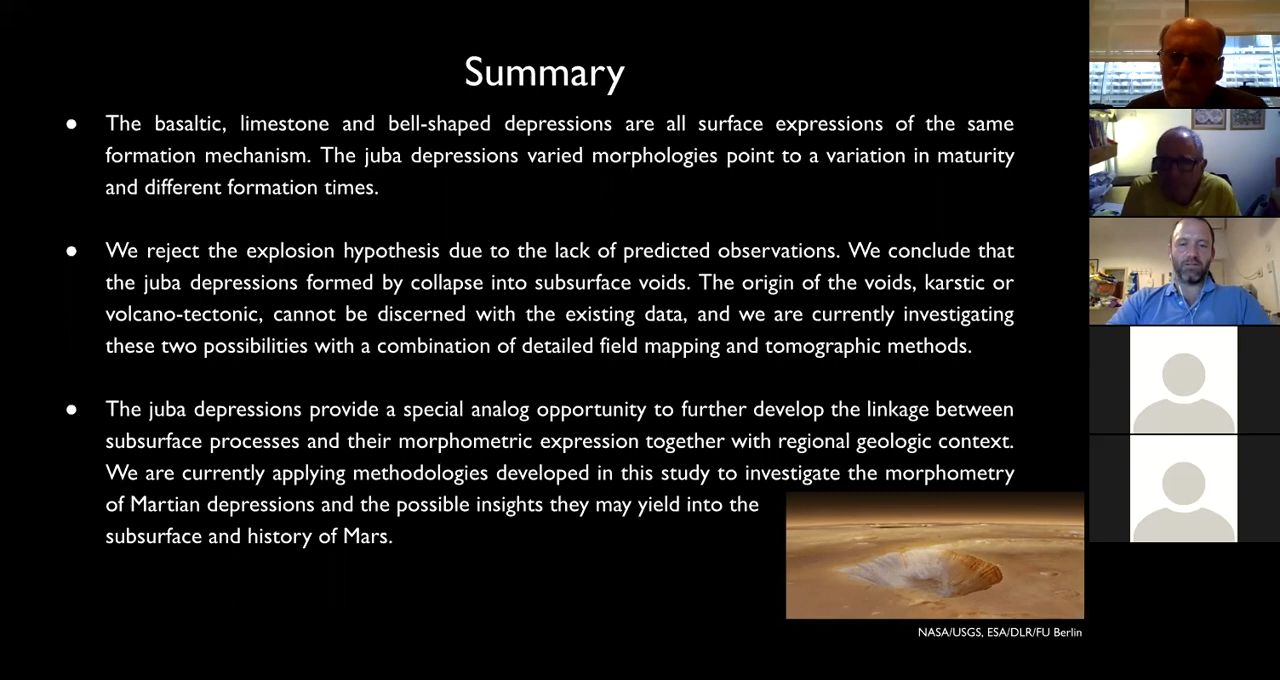 Summary
● The basaltic, limestone and bell-shaped depressions are all surface expressions of the same
formation mechanism. The juba depressions varied morphologies point to a variation in maturity
and different formation times.
● We reject the explosion hypothesis due to the lack of predicted observations. We conclude that
the juba depressions formed by collapse into subsurface voids. The origin of the voids, karstic or
volcano-tectonic, cannot be discerned with the existing data, and we are currently investigating
these two possibilities with a combination of detailed field mapping and tomographic methods.
● The juba depressions provide a special analog opportunity to further develop the linkage between
subsurface processes and their morphometric expression together with regional geologic context.
We are currently applying methodologies developed in this study to investigate the morphometry
of Martian depressions and the possible insights they may yield into the
subsurface and history of Mars.
NASA/USGS, ESA/DLR/FU Berlin